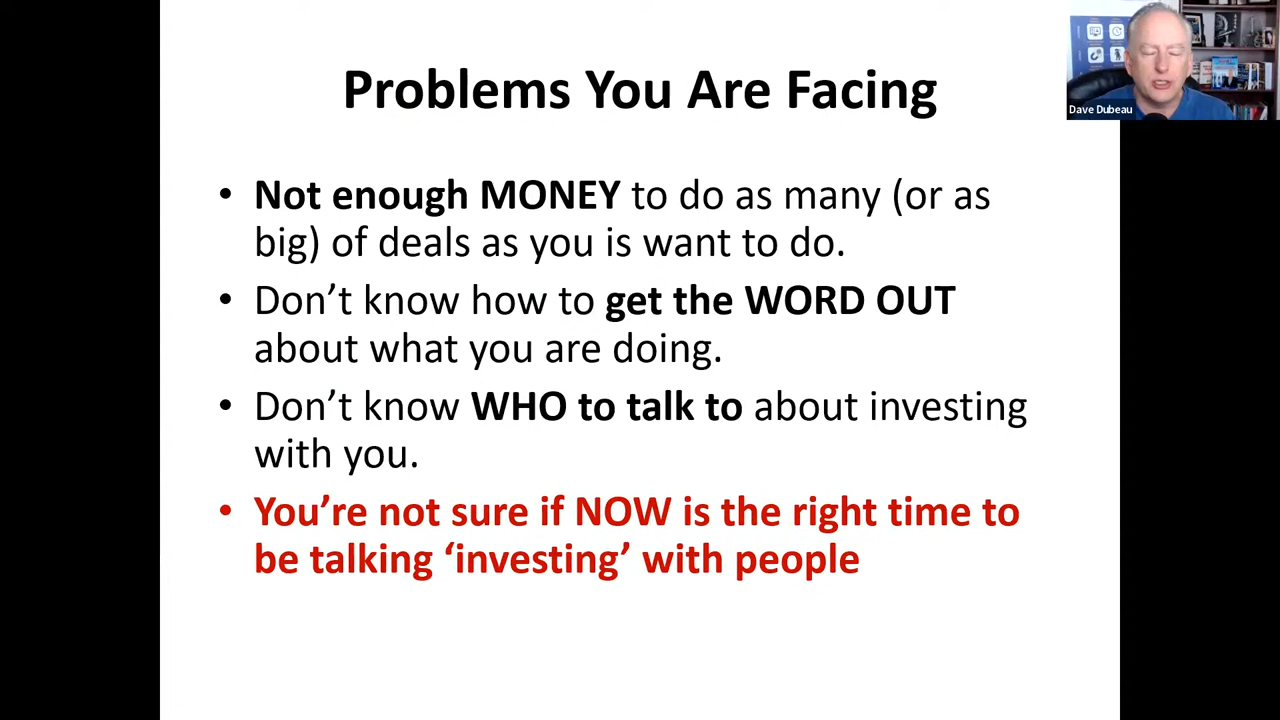 Problems You Are Facing
Dave Dubeau
• Not enough MONEY to do as many (or as
big) of deals as you is want to do.
• Don’t know how to get the WORD OUT
about what you are doing.
• Don’t know WHO to talk to about investing
with you.
• You’re not sure if NOW is the right time to
be talking ‘investing’ with people